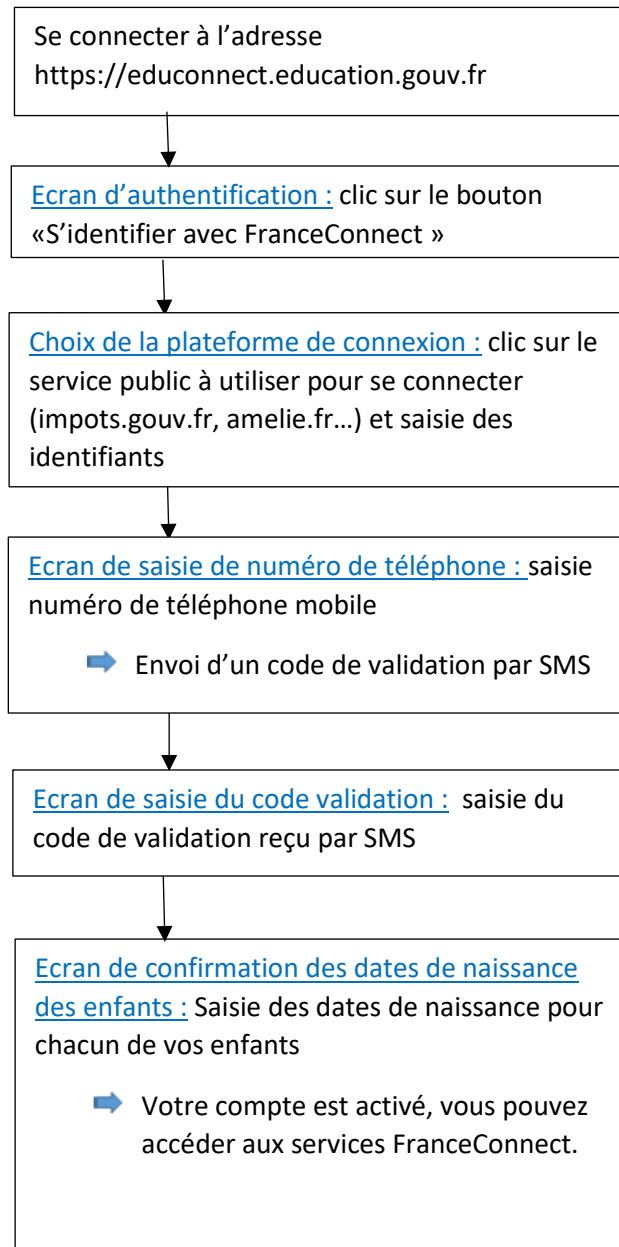 Se connecter à l’adresse
https://educonnect.education.gouv.fr
Ecran d’authentification : clic sur le bouton
«S’identifier avec FranceConnect »
Choix de la plateforme de connexion : clic sur le
service public à utiliser pour se connecter
(impots.gouv.fr, amelie.fr…) et saisie des
identifiants
Ecran de saisie de numéro de téléphone : saisie
numéro de téléphone mobile
Envoi d’un code de validation par SMS
Ecran de saisie du code validation : saisie du
code de validation reçu par SMS
Ecran de confirmation des dates de naissance
des enfants : Saisie des dates de naissance pour
chacun de vos enfants
Votre compte est activé, vous pouvez
accéder aux services FranceConnect.